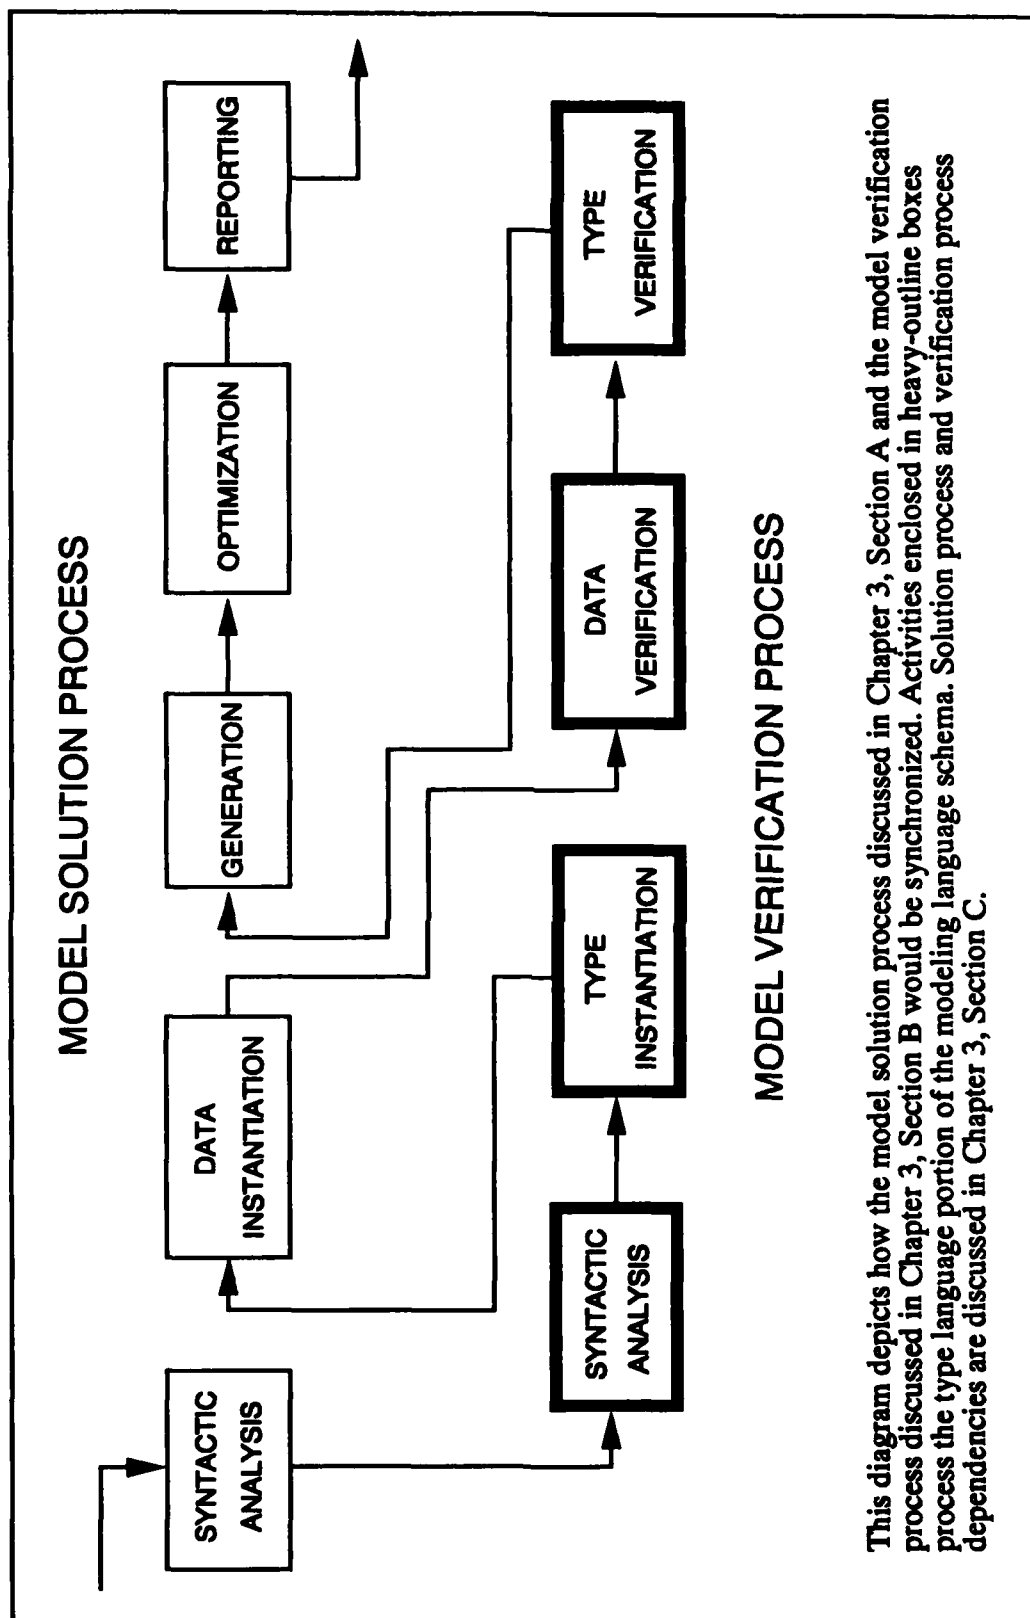 MODEL SOLUTION PROCESS
SYNTACTIC
ANALYSIS
DATA
INSTANTIATION
GENERATION
OPTIMIZATION
REPORTING
SYNTACTIC
ANALYSIS
TYPE
INSTANTIATION
DATA
VERIFICATION
TYPE
VERIFICATION
MODEL VERIFICATION PROCESS
This diagram depicts how the model solution process discussed in Chapter 3, Section A and the model verification
process discussed in Chapter 3, Section B would be synchronized. Activities enclosed in heavy-outline boxes
process the type language portion of the modeling language schema. Solution process and verification process
dependencies are discussed in Chapter 3, Section C.